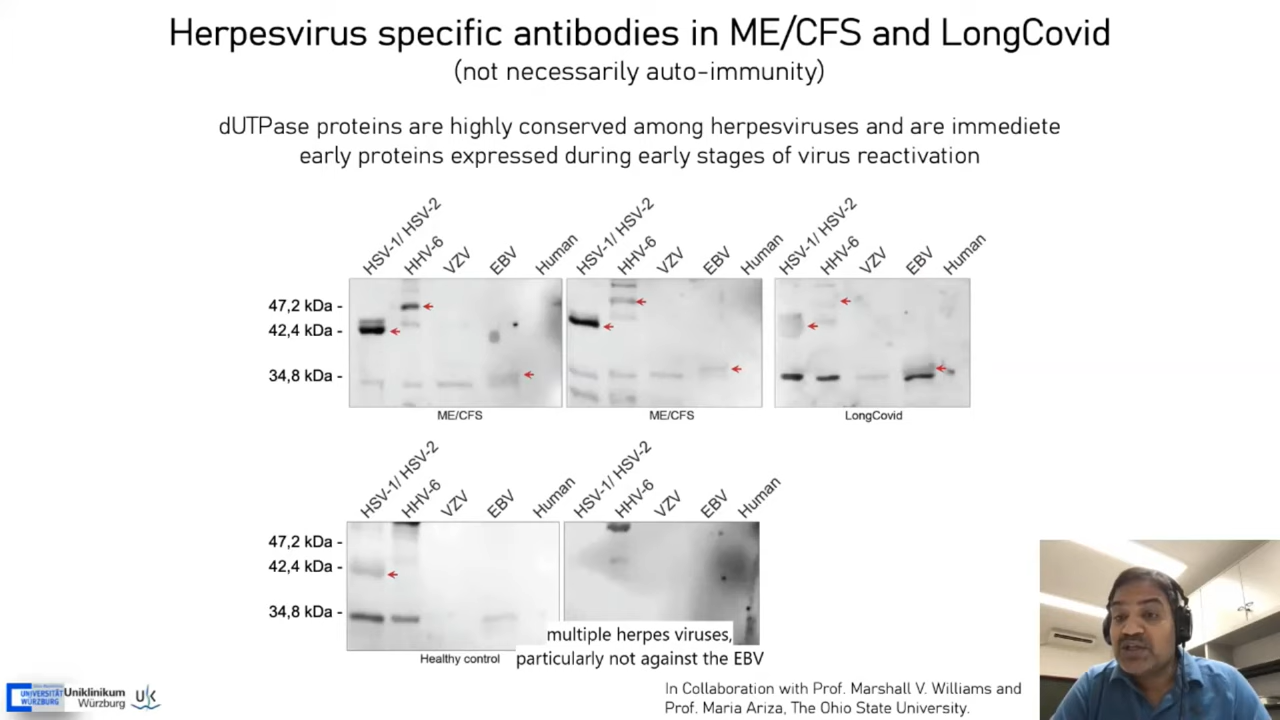 Herpesvirus specific antibodies in ME/CFS and LongCovid
(not necessarily auto-immunity)
dUTPase proteins are highly conserved among herpesviruses and are immediete
early proteins expressed during early stages of virus reactivation
HSV-1/ HSV-2 HHV-6 VZV EBV Human
HSV-1/ HSV-2 HHV-6 VZV EBV Human
HSV-1/ HSV-2 HHV-6 VZV EBV Human
47,2 kDa -
42,4 kDa -
34,8 kDa -
ME/CFS
ME/CFS
LongCovid
HSV-1/ HSV-2 HHV-6 VZV EBV Human
HSV-1/ HSV-2 HHV-6 VZV EBV Human
47,2 kDa -
42,4 kDa -
34,8 kDa -
Healthy control
multiple herpes viruses,
particularly not against the EBV
In Collaboration with Prof. Marshall V. Williams and
Prof. Maria Ariza, The Ohio State University.
UNIVERSITÄT
WÜRZBURG
Uniklinikum
Würzburg